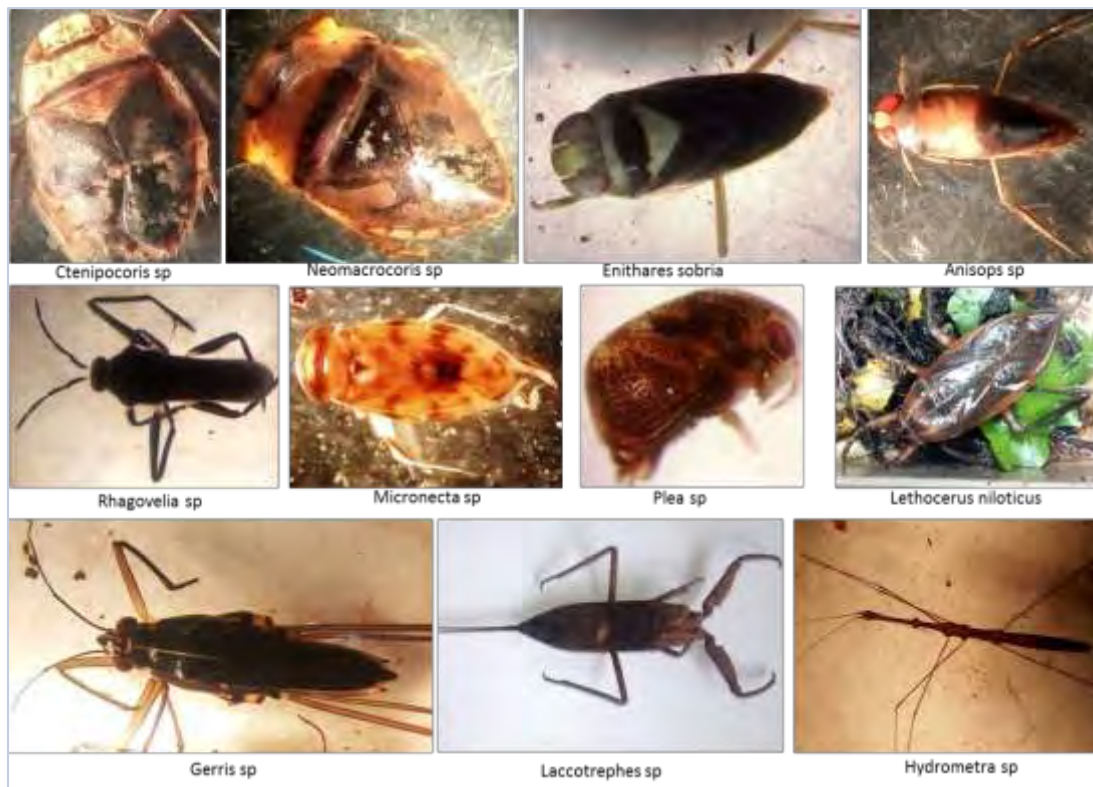 Ctenipocoris sp
Neomacrocoris sp
Enithares sobria
Anisops sp
Rhagovelia sp
Micronecta sp
Plea sp
Lethocerus niloticus
Gerris sp
Laccotrephes sp
Hydrometra sp